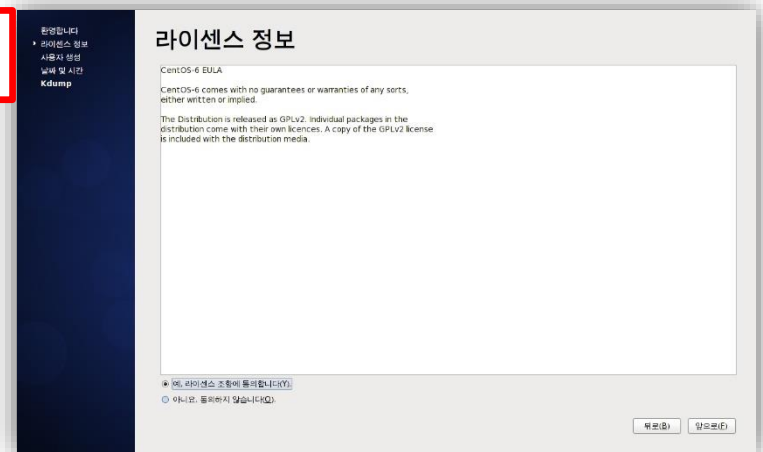 환영합니다
라이센스 정보
사용자 생성
날짜 및 시간
Kdump
라이센스 정보
CentOS-6 EULA
CentOS-6 comes with no guarantees or warranties of any sorts,
either written or implied.
The Distribution is released as GPLv2. Individual packages in the
distribution come with their own licences. A copy of the GPLv2 license
is included with the distribution media.
예, 라이센스 조항에 동의합니다(Y).
아니요, 동의하지 않습니다(O).
뒤로(B) 앞으로(F)